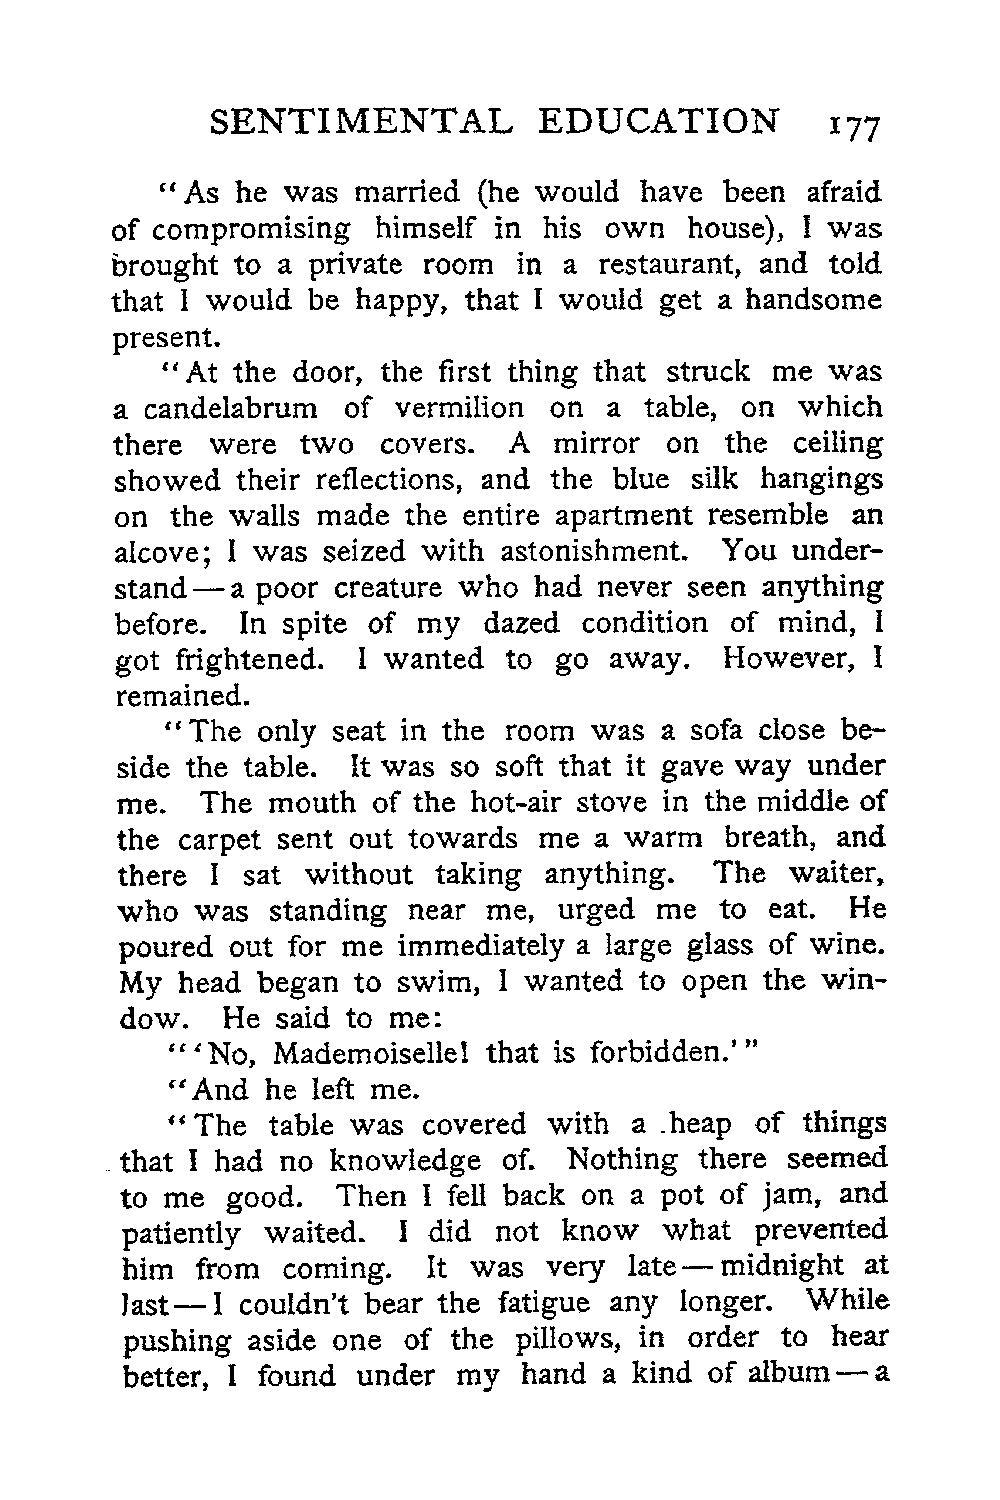 SENTIMENTAL EDUCATION 177
“As he was married (he would have been afraid
of compromising himself in his own house), I was
brought to a private room in a restaurant, and told
that I would be happy, that I would get a handsome
present.
“At the door, the first thing that struck me was
a candelabrum of vermilion on a table, on which
there were two covers. A mirror on the ceiling
showed their reflections, and the blue silk hangings
on the walls made the entire apartment resemble an
alcove; I was seized with astonishment. You under-
stand—a poor creature who had never seen anything
before. In spite of my dazed condition of mind, I
got frightened. I wanted to go away. However, I
remained.
“The only seat in the room was a sofa close be-
side the table. It was so soft that it gave way under
me. The mouth of the hot-air stove in the middle of
the carpet sent out towards me a warm breath, and
there I sat without taking anything. The waiter,
who was standing near me, urged me to eat. He
poured out for me immediately a large glass of wine.
My head began to swim, I wanted to open the win-
dow. He said to me:
“‘No, Mademoiselle! that is forbidden.’”
“And he left me.
“The table was covered with a heap of things
that I had no knowledge of. Nothing there seemed
to me good. Then I fell back on a pot of jam, and
patiently waited. I did not know what prevented
him from coming. It was very late—midnight at
last—I couldn't bear the fatigue any longer. While
pushing aside one of the pillows, in order to hear
better, I found under my hand a kind of album—a